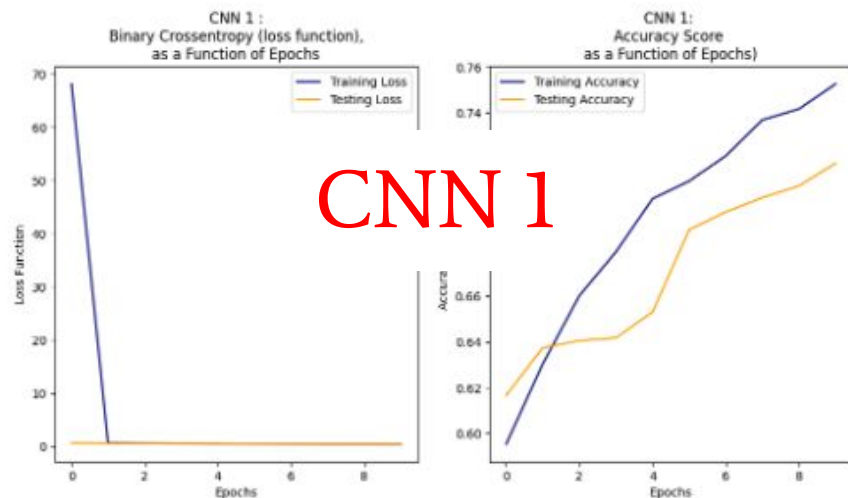 CNN 1 :
Binary Crossentropy (loss function),
as a Function of Epochs
70
60
50
40
30
20
10
0
Loss Function
Training Loss
Testing Loss
0
2
4
6
8
Epochs
CNN 1
CNN 1:
Accuracy Score
as a Function of Epochs)
0.76
0.74
0.66
0.64
0.62
0.60
Training Accuracy
Testing Accuracy
0
2
4
6
8
Epochs